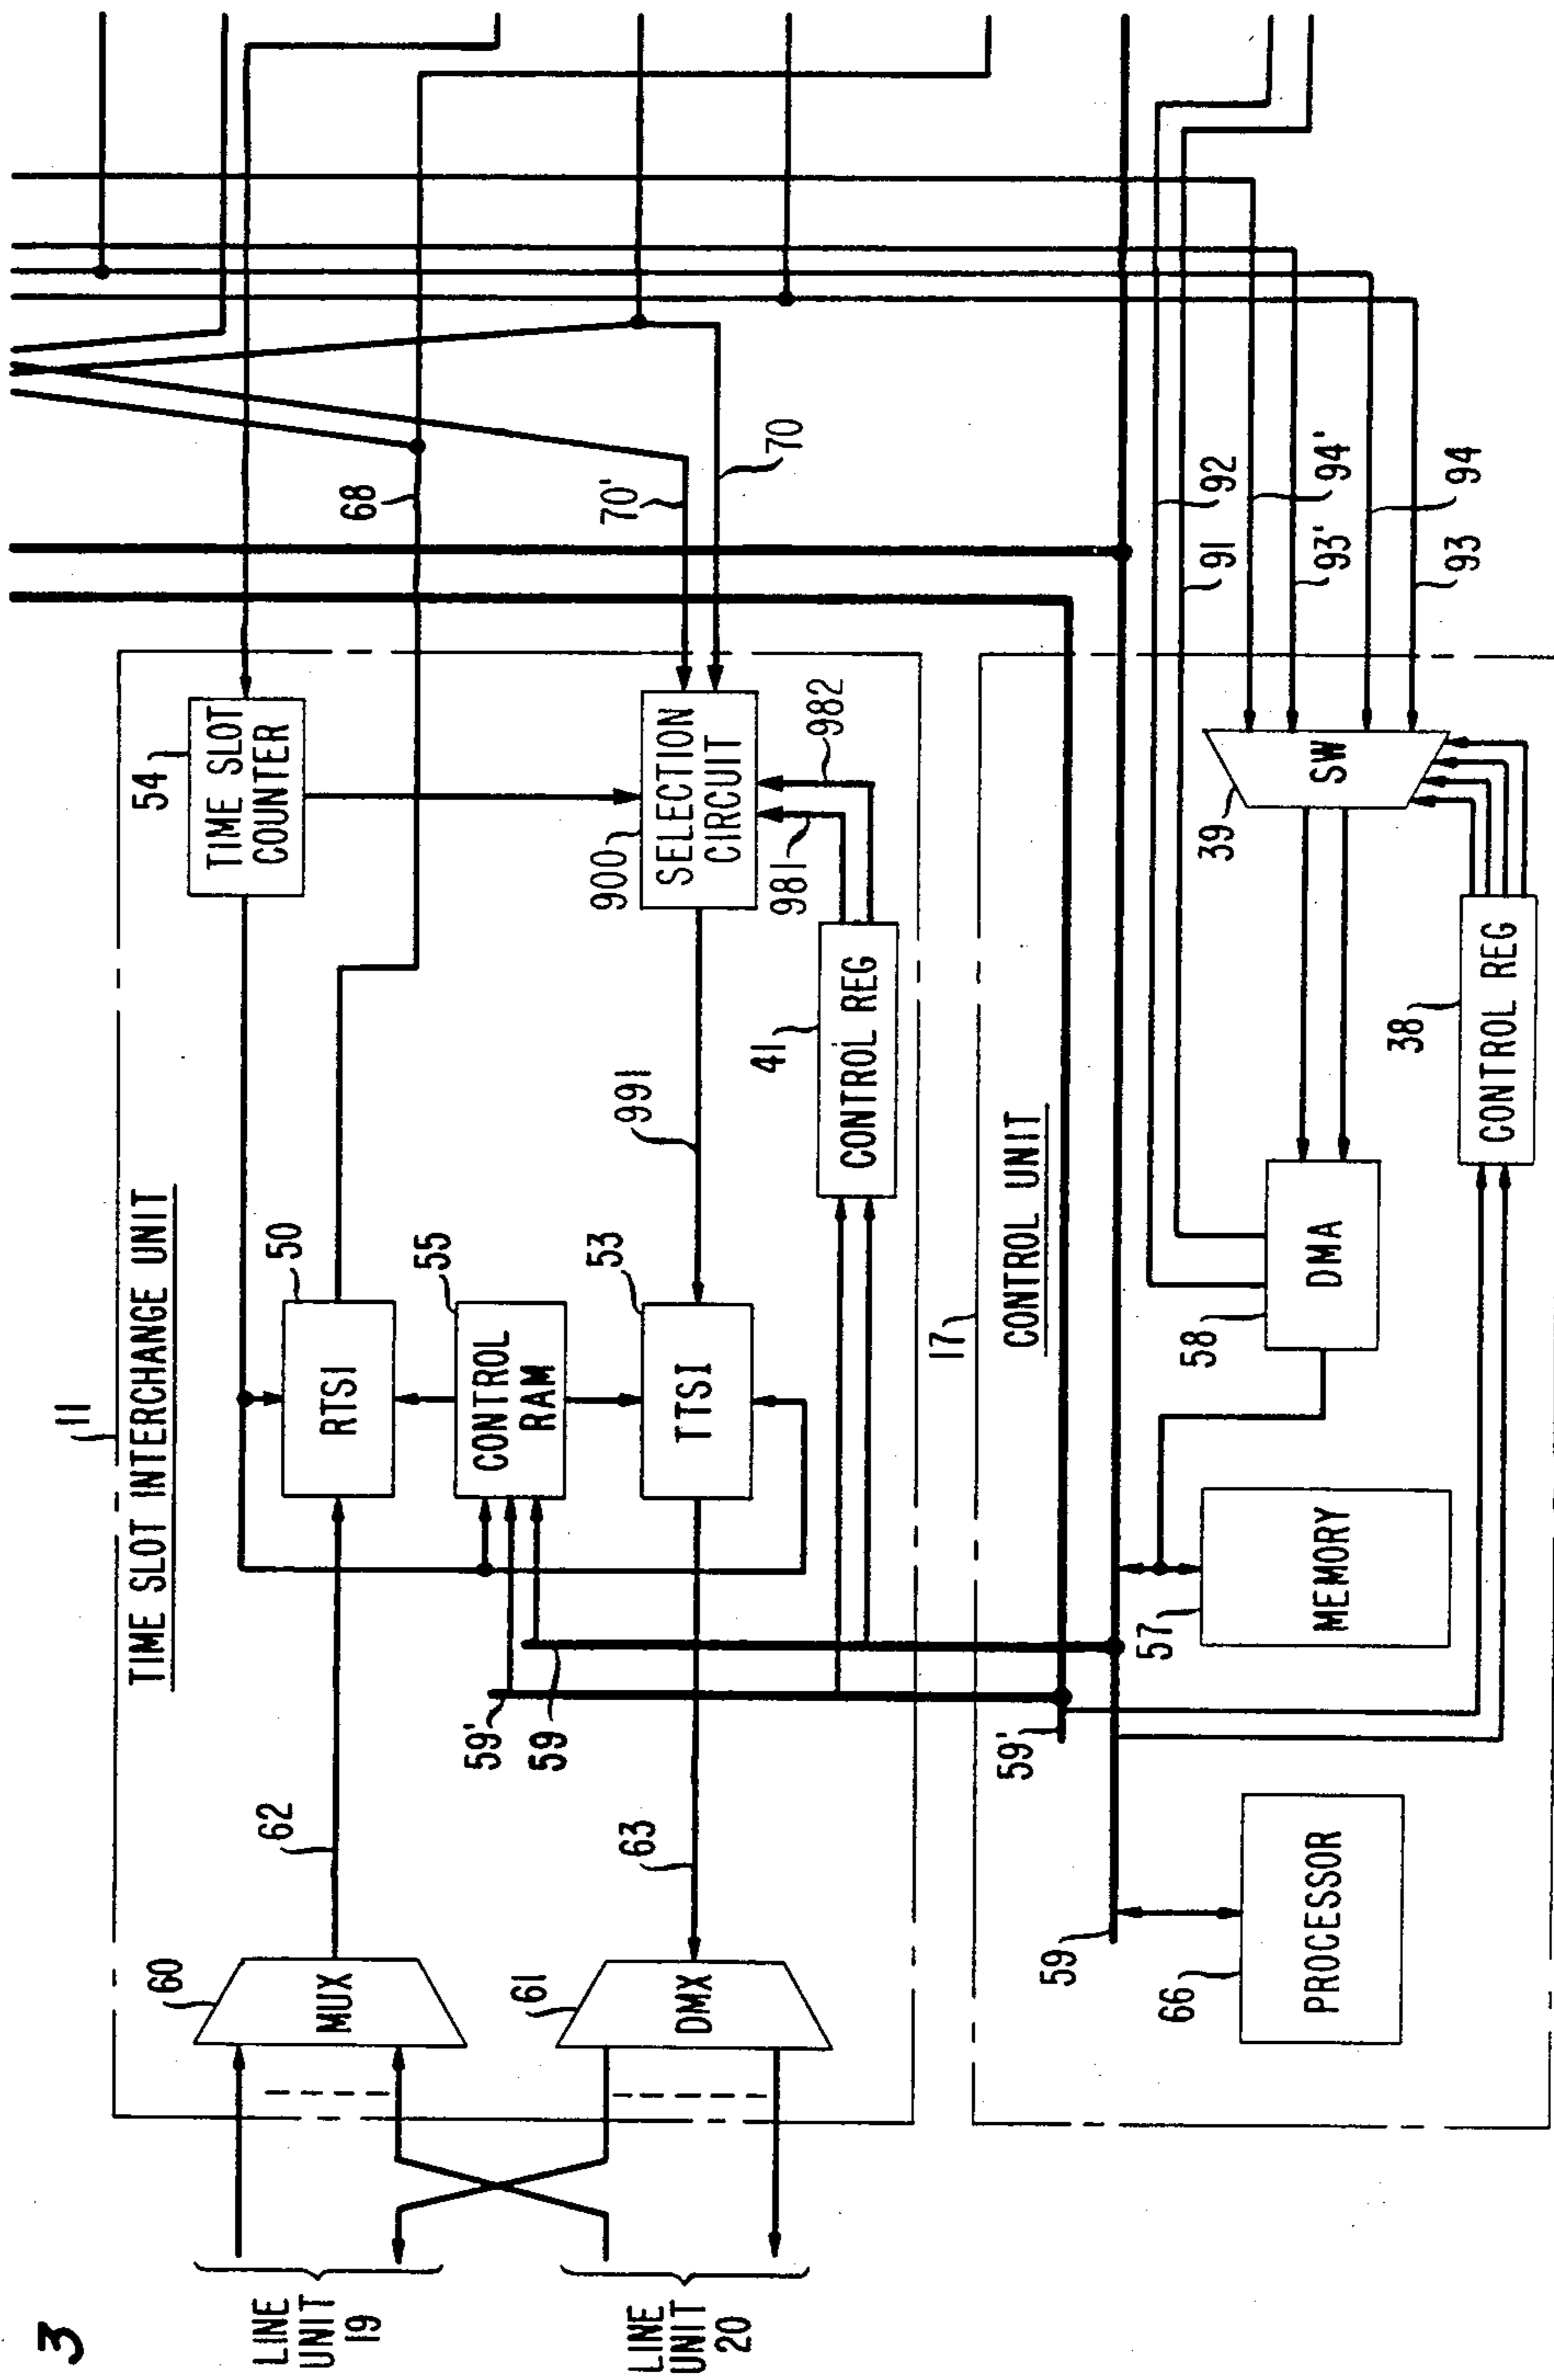 3
11
TIME SLOT INTERCHANGE UNIT
LINE
UNIT
19
LINE
UNIT
20
60
MUX
61
DMX
62
63
50
RTSI
55
CONTROL
RAM
53
TTSI
59'
59
54
TIME SLOT
COUNTER
900
SELECTION
CIRCUIT
981
982
991
41
CONTROL REG
68
70'
70
17
CONTROL UNIT
59'
59
66
PROCESSOR
57
MEMORY
58
DMA
38
CONTROL REG
39
SW
91
92
93'
94'
93
94